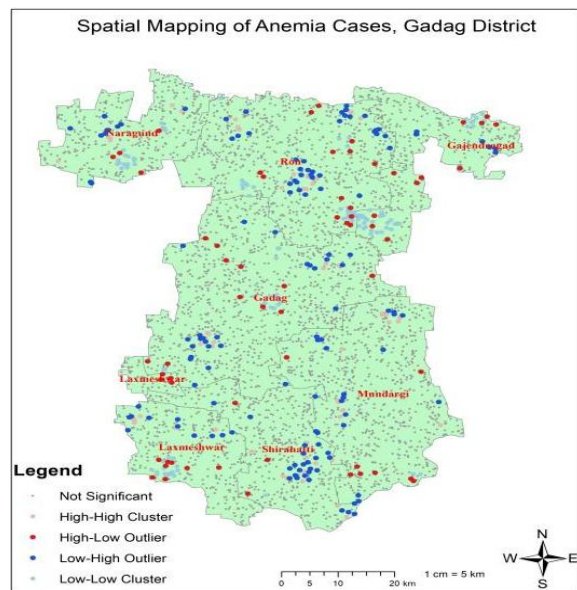 Spatial Mapping of Anemia Cases, Gadag District
Naragund
Gajendragad
Ron
Gadag
Laxmeshwar
Mundargi
Laxmeshwar
Shirahatti
Legend
Not Significant
High-High Cluster
High-Low Outlier
Low-High Outlier
Low-Low Cluster
0 5 10 15 20 km
1 cm = 5 km
N
W E
S